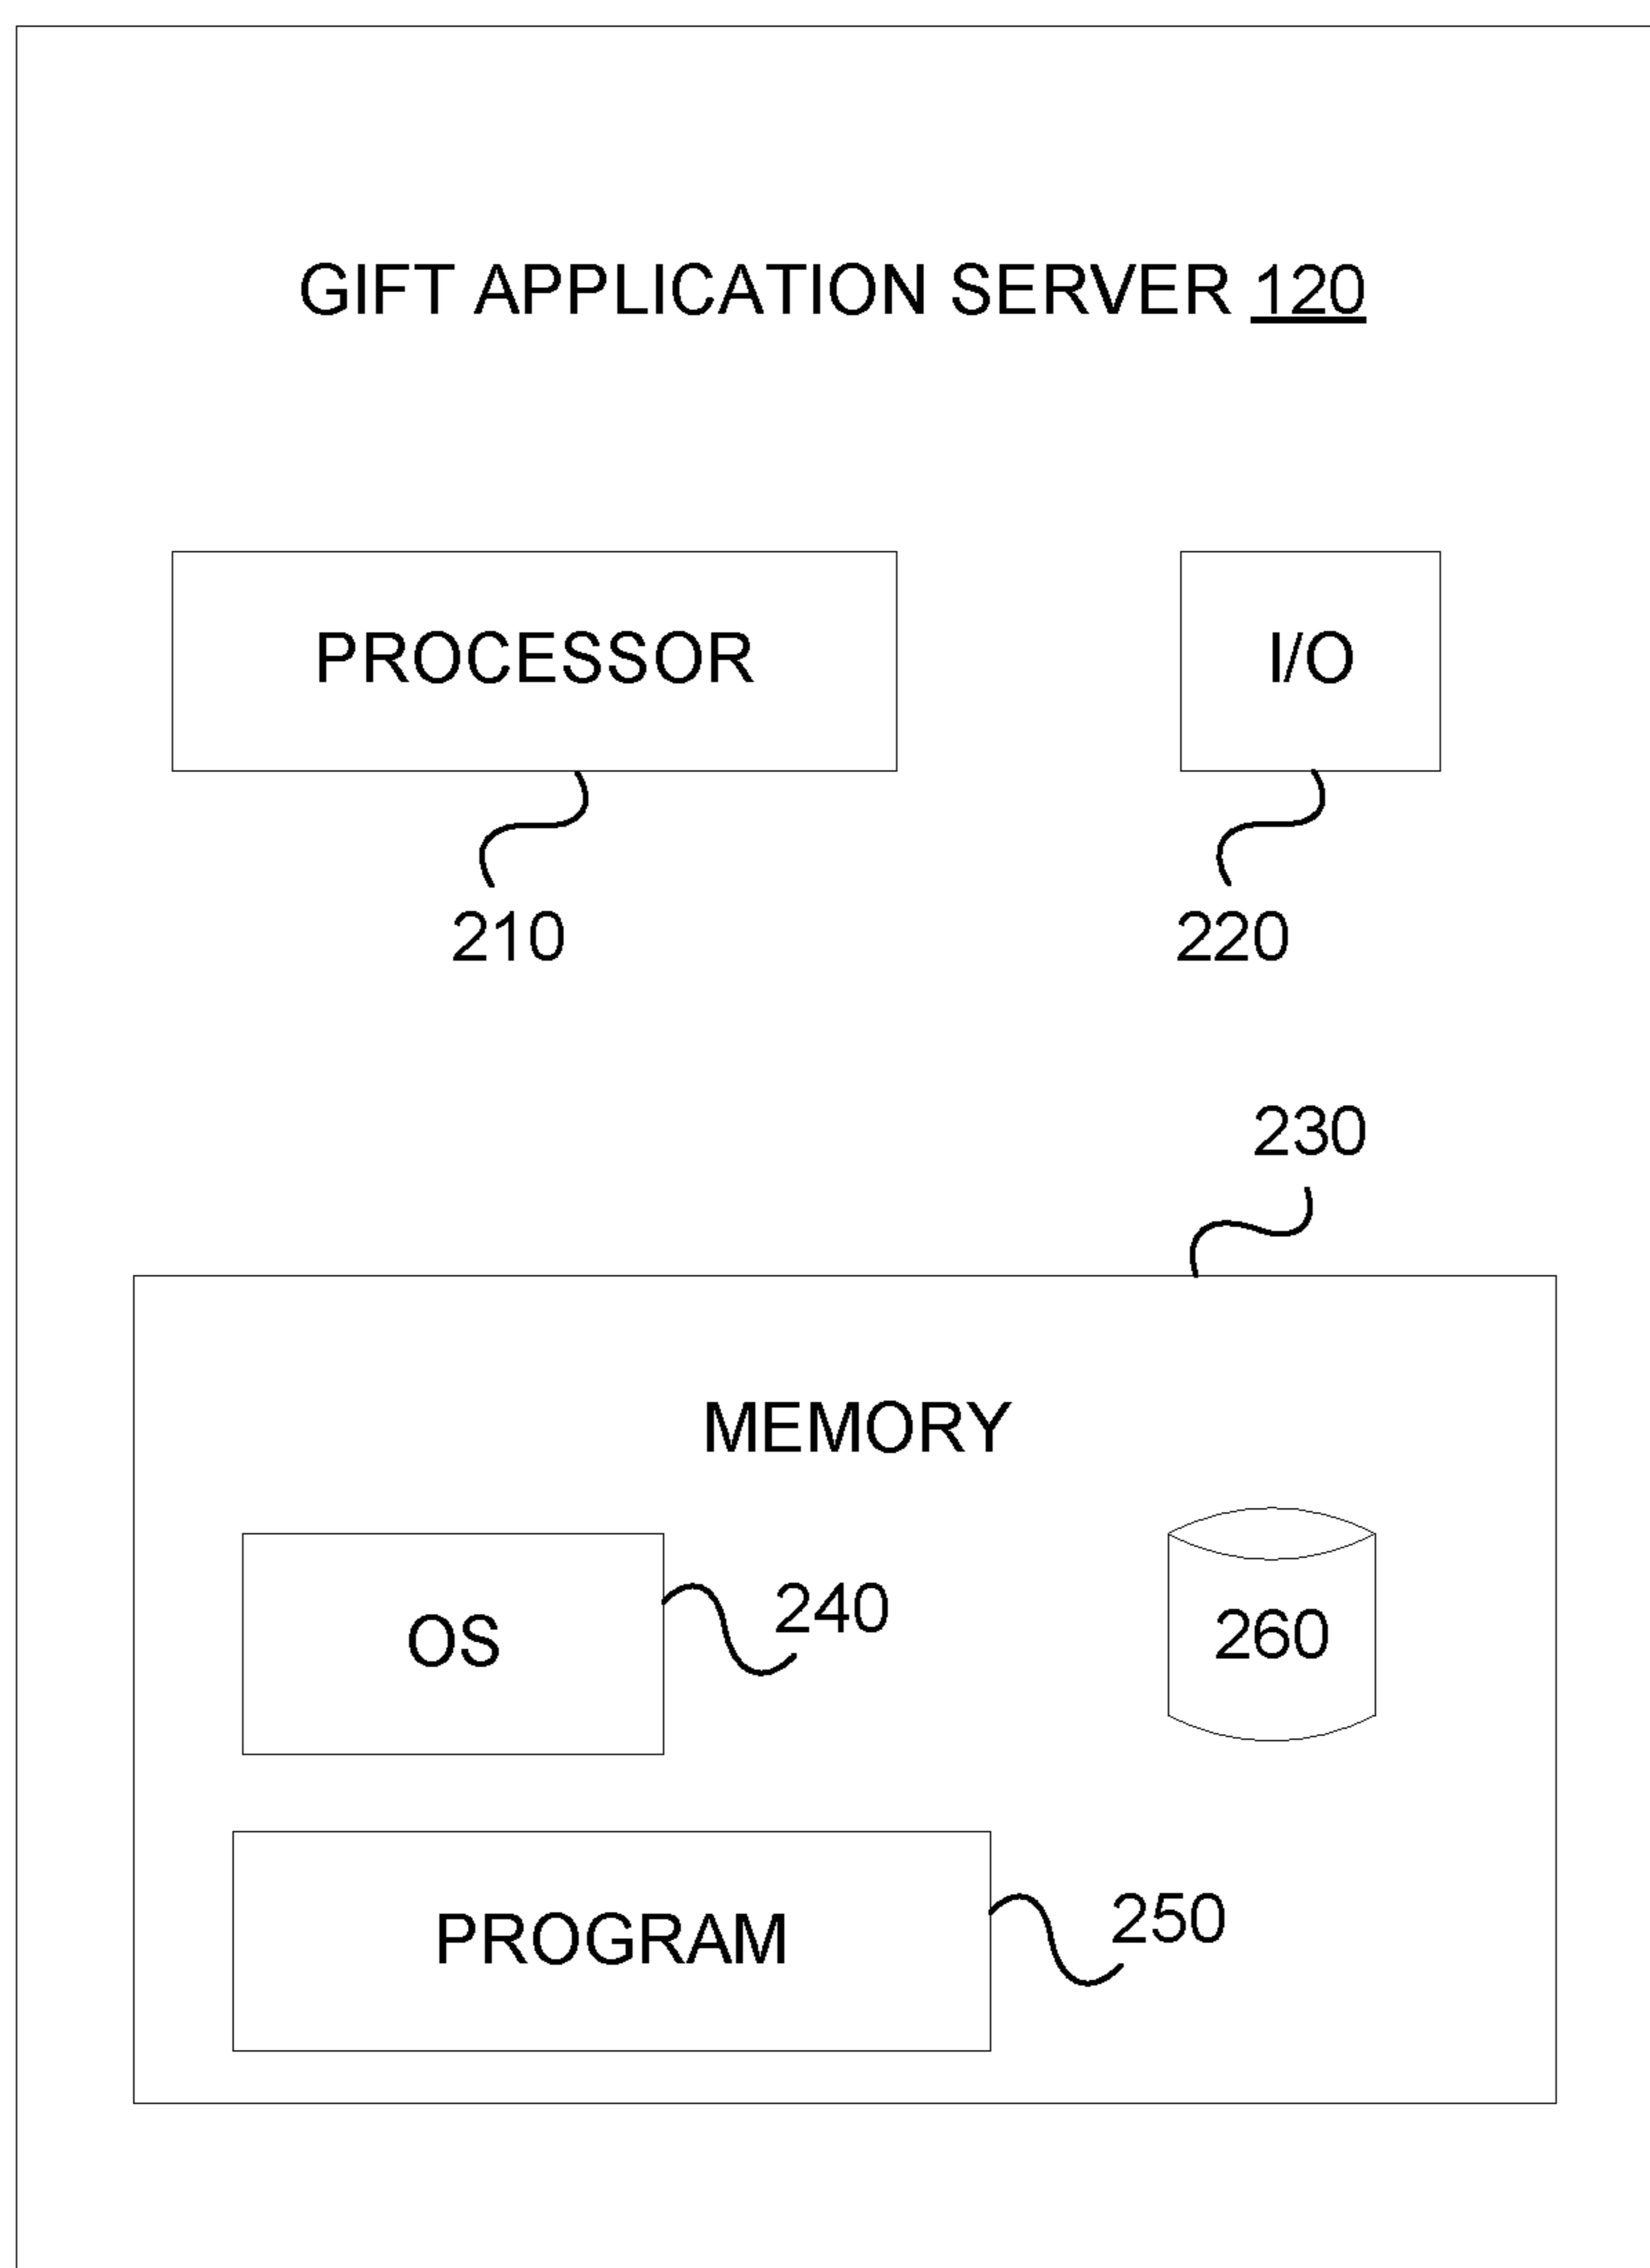 GIFT APPLICATION SERVER 120
PROCESSOR
I/O
210
220
230
MEMORY
OS
240
260
PROGRAM
250